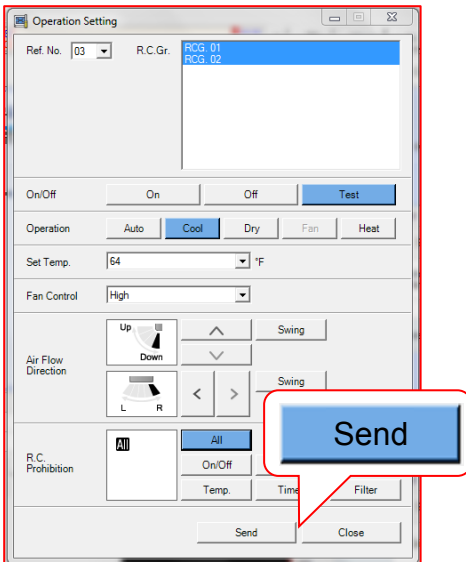 Operation Setting
Ref. No. 03 R.C.Gr. RCG. 01
RCG. 02
On/Off On Off Test
Operation Auto Cool Dry Fan Heat
Set Temp. 64 °F
Fan Control High
Up
Down
Swing
Air Flow
Direction
L R
Swing
Send
R.C.
Prohibition
All
All
On/Off
Temp. Time Filter
Send Close